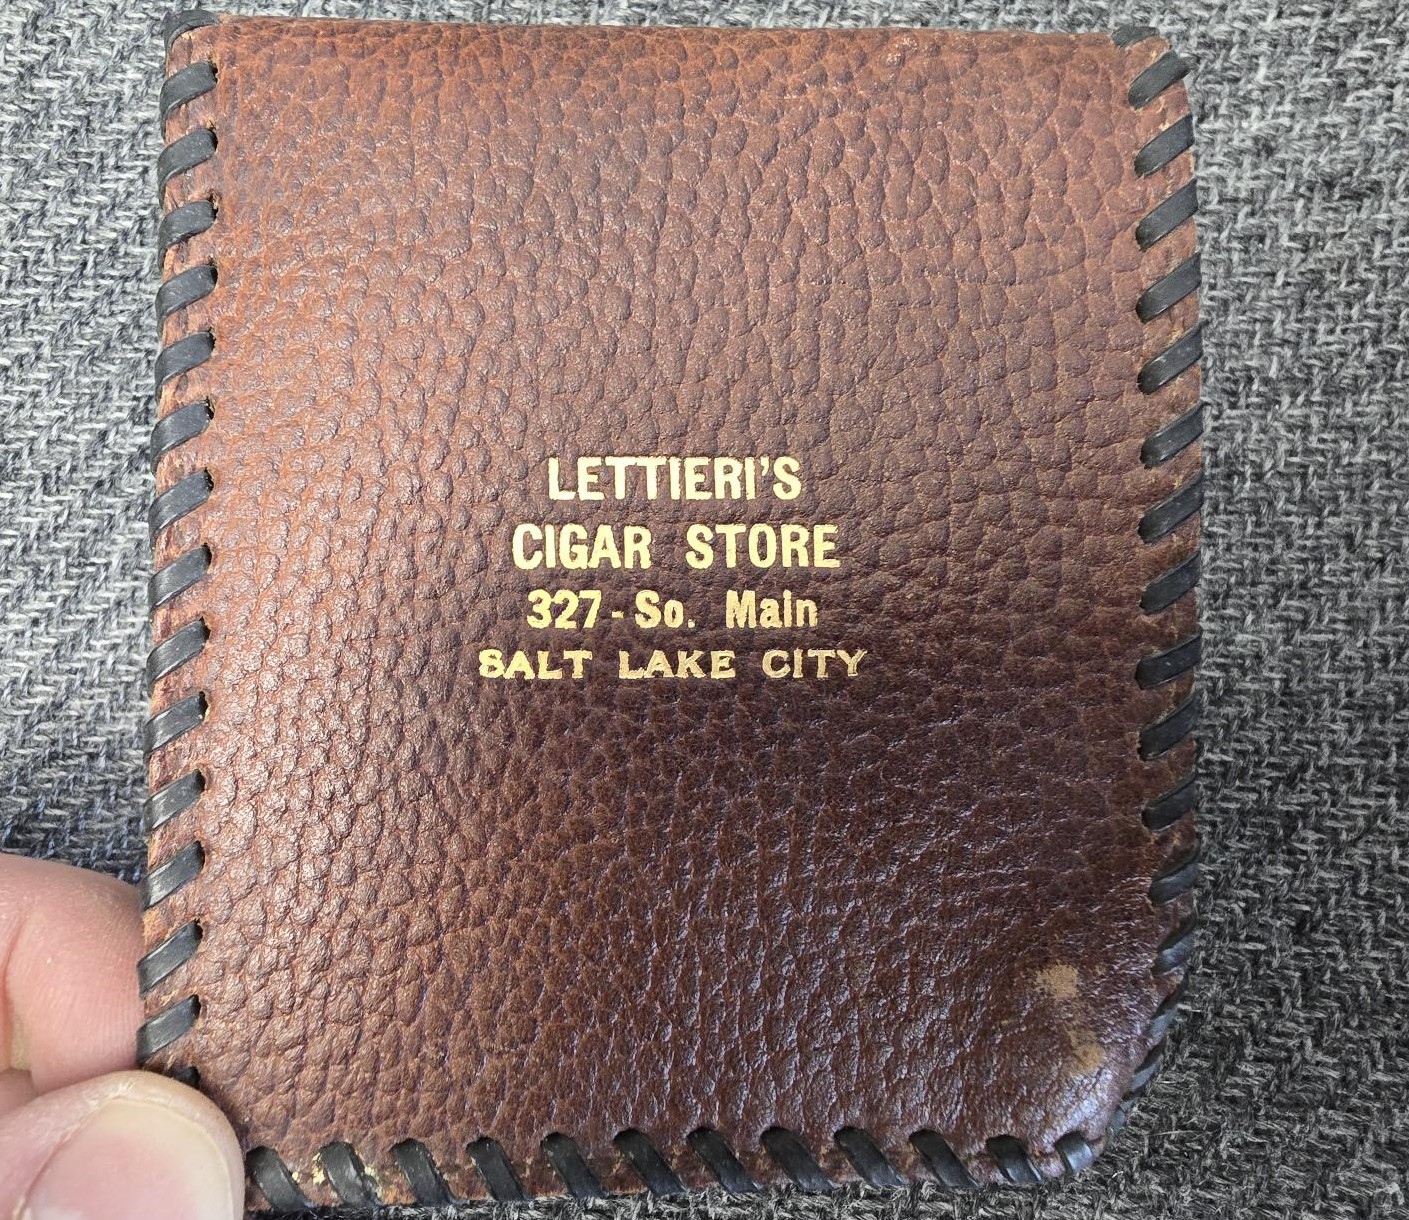 LETTIERI'S
CIGAR STORE
327-So. Main
SALT LAKE CITY